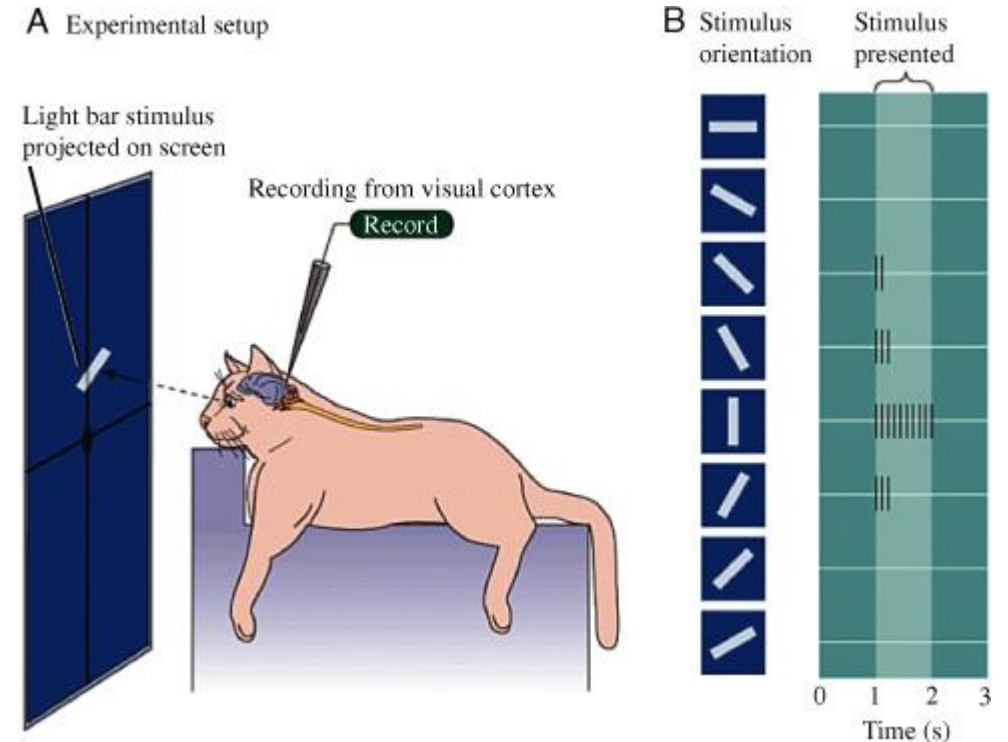 A Experimental setup
Light bar stimulus
projected on screen
Recording from visual cortex
Record
B Stimulus
orientation
Stimulus
presented
0 1 2 3
Time (s)